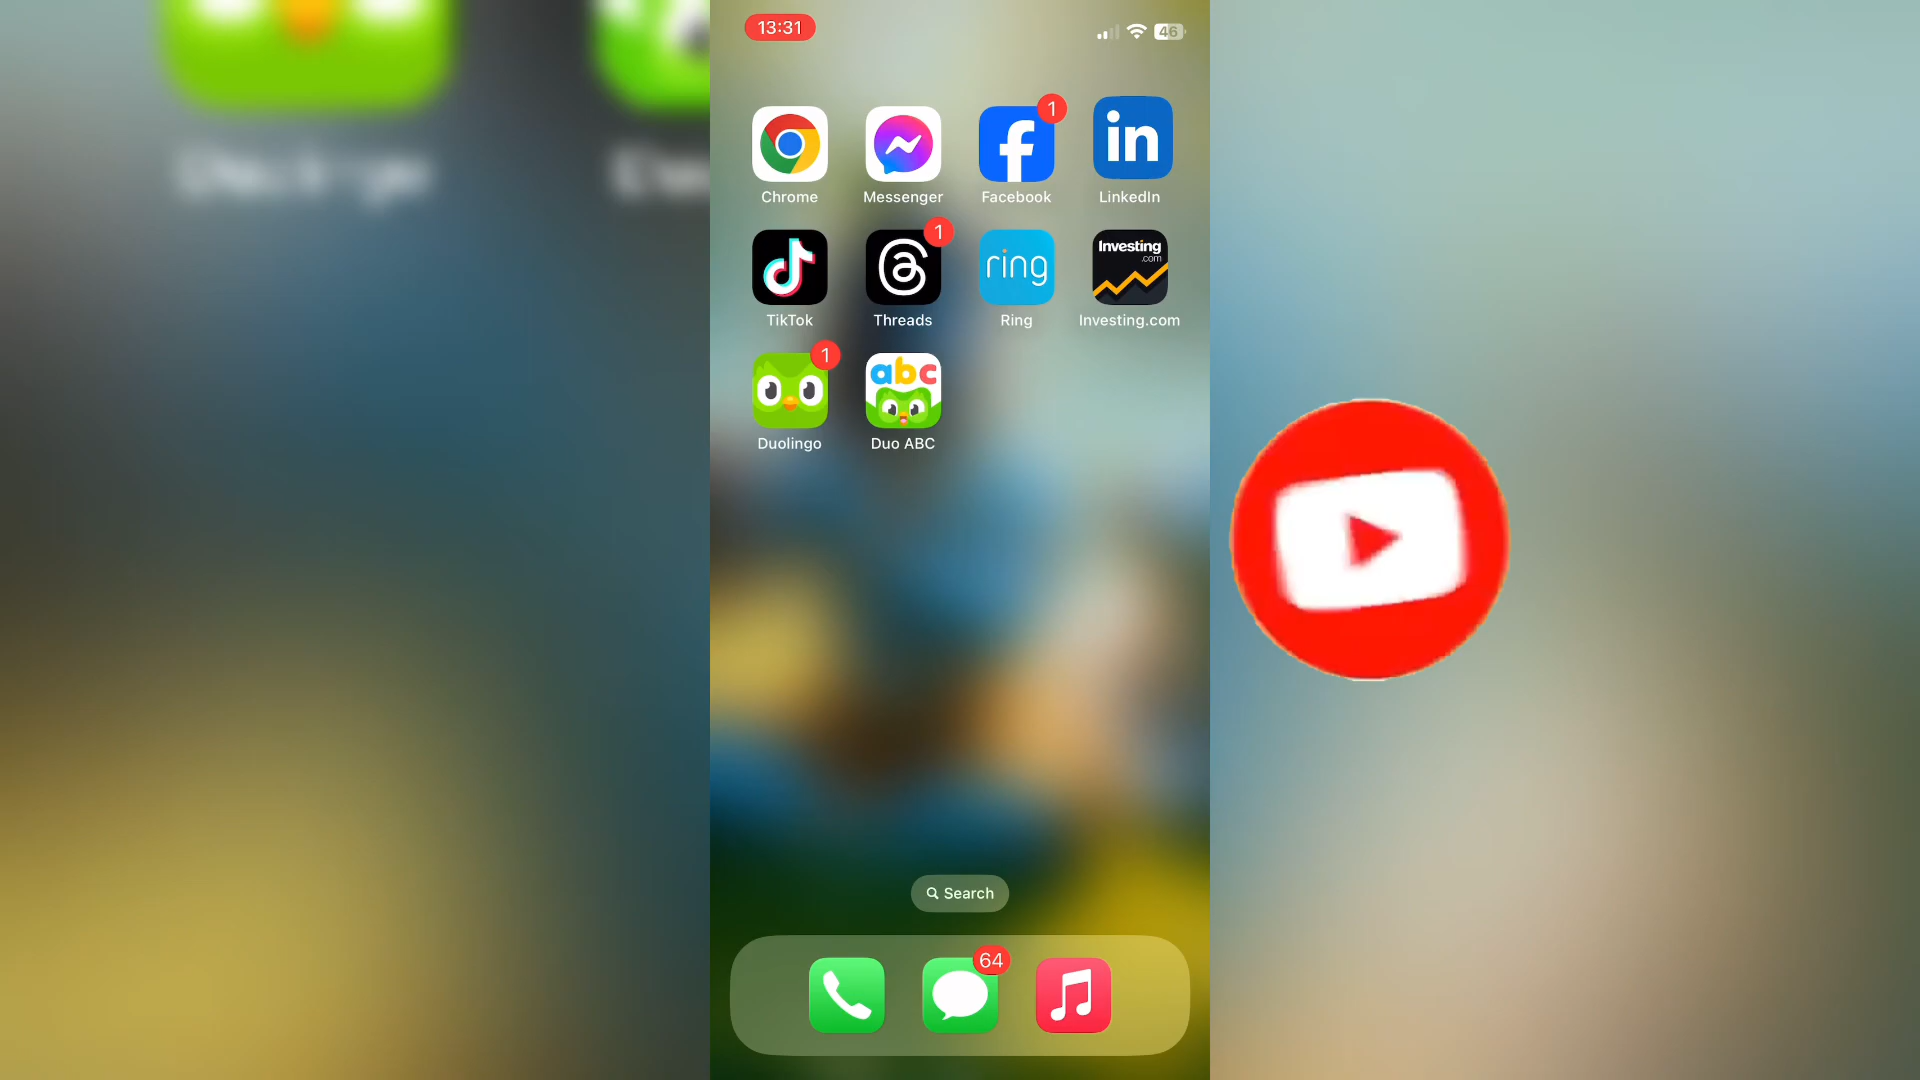 13:31
46
1
in
Chrome
Messenger
Facebook
LinkedIn
1
ring
Investing
.com
TikTok
Threads
Ring
Investing.com
1
abc
Duolingo
Duo ABC
Search
64